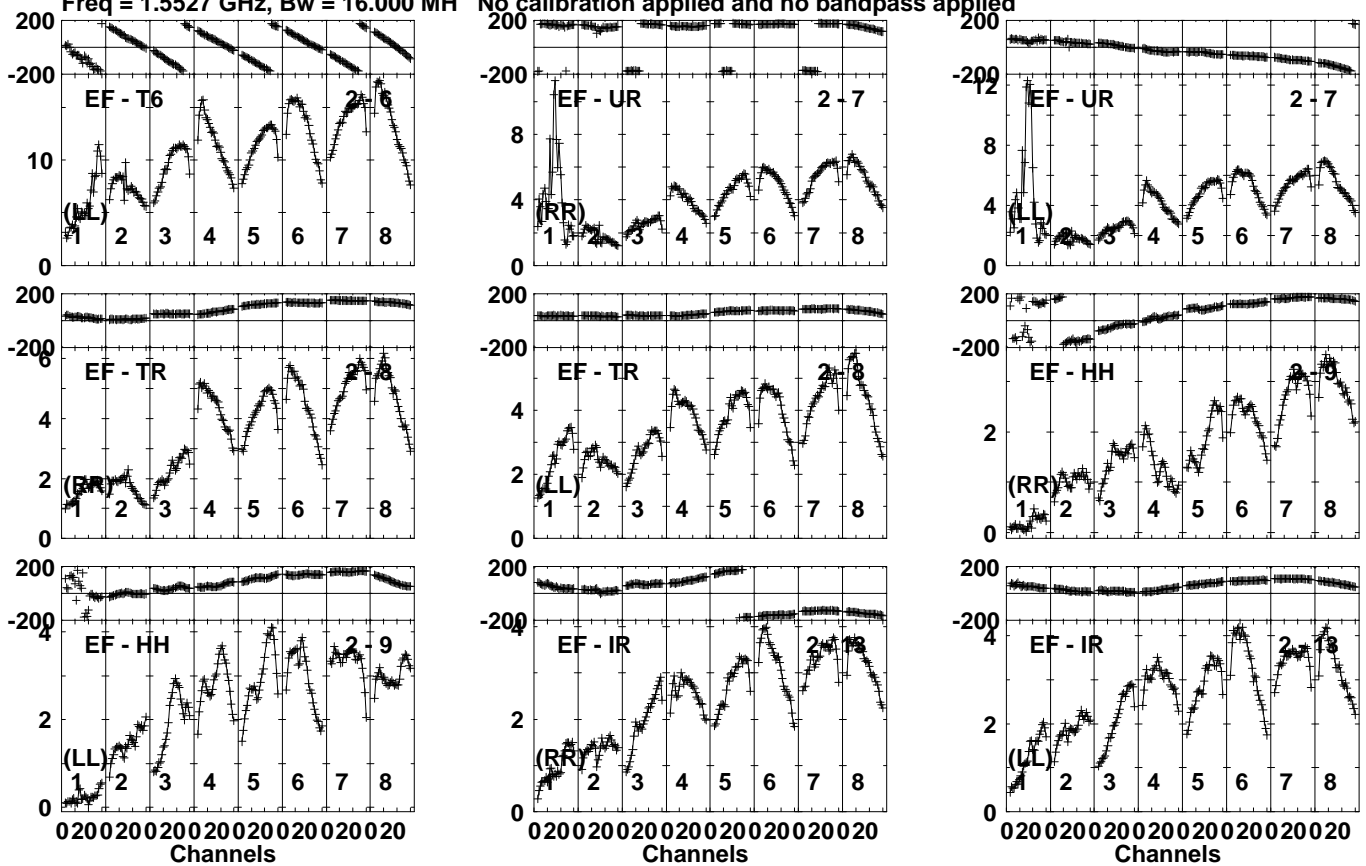 Freq = 1.5527 GHz, Bw = 16.000 MH No calibration applied and no bandpass applied
200 200 200
-200 -200 -200
EF - T6 2 - 6 EF - UR 2 - 7 12 EF - UR 2 - 7
10 8 8
4 4
(LL) (RR) (LL)
1 2 3 4 5 6 7 8 1 2 3 4 5 6 7 8 1 2 3 4 5 6 7 8
0 0 0
200 200 200
-200 -200 -200
6 EF - TR 2 - 8 EF - TR 2 - 8 EF - HH 2 - 9
4 4 2
2 2
(RR) (LL) (RR)
1 2 3 4 5 6 7 8 1 2 3 4 5 6 7 8 1 2 3 4 5 6 7 8
0 0 0
200 200 200
-200 -200 -200
4 EF - HH 2 - 9 4 EF - IR 2 - 13 4 EF - IR 2 - 13
2 2 2
(LL) (RR) (LL)
1 2 3 4 5 6 7 8 1 2 3 4 5 6 7 8 1 2 3 4 5 6 7 8
0 0 0
0 20 0 20 0 20 0 20 0 20 0 20 0 20 0 20 0 20 0 20 0 20 0 20 0 20 0 20 0 20 0 20 0 20 0 20 0 20 0 20 0 20 0 20 0 20 0 20
Channels Channels Channels